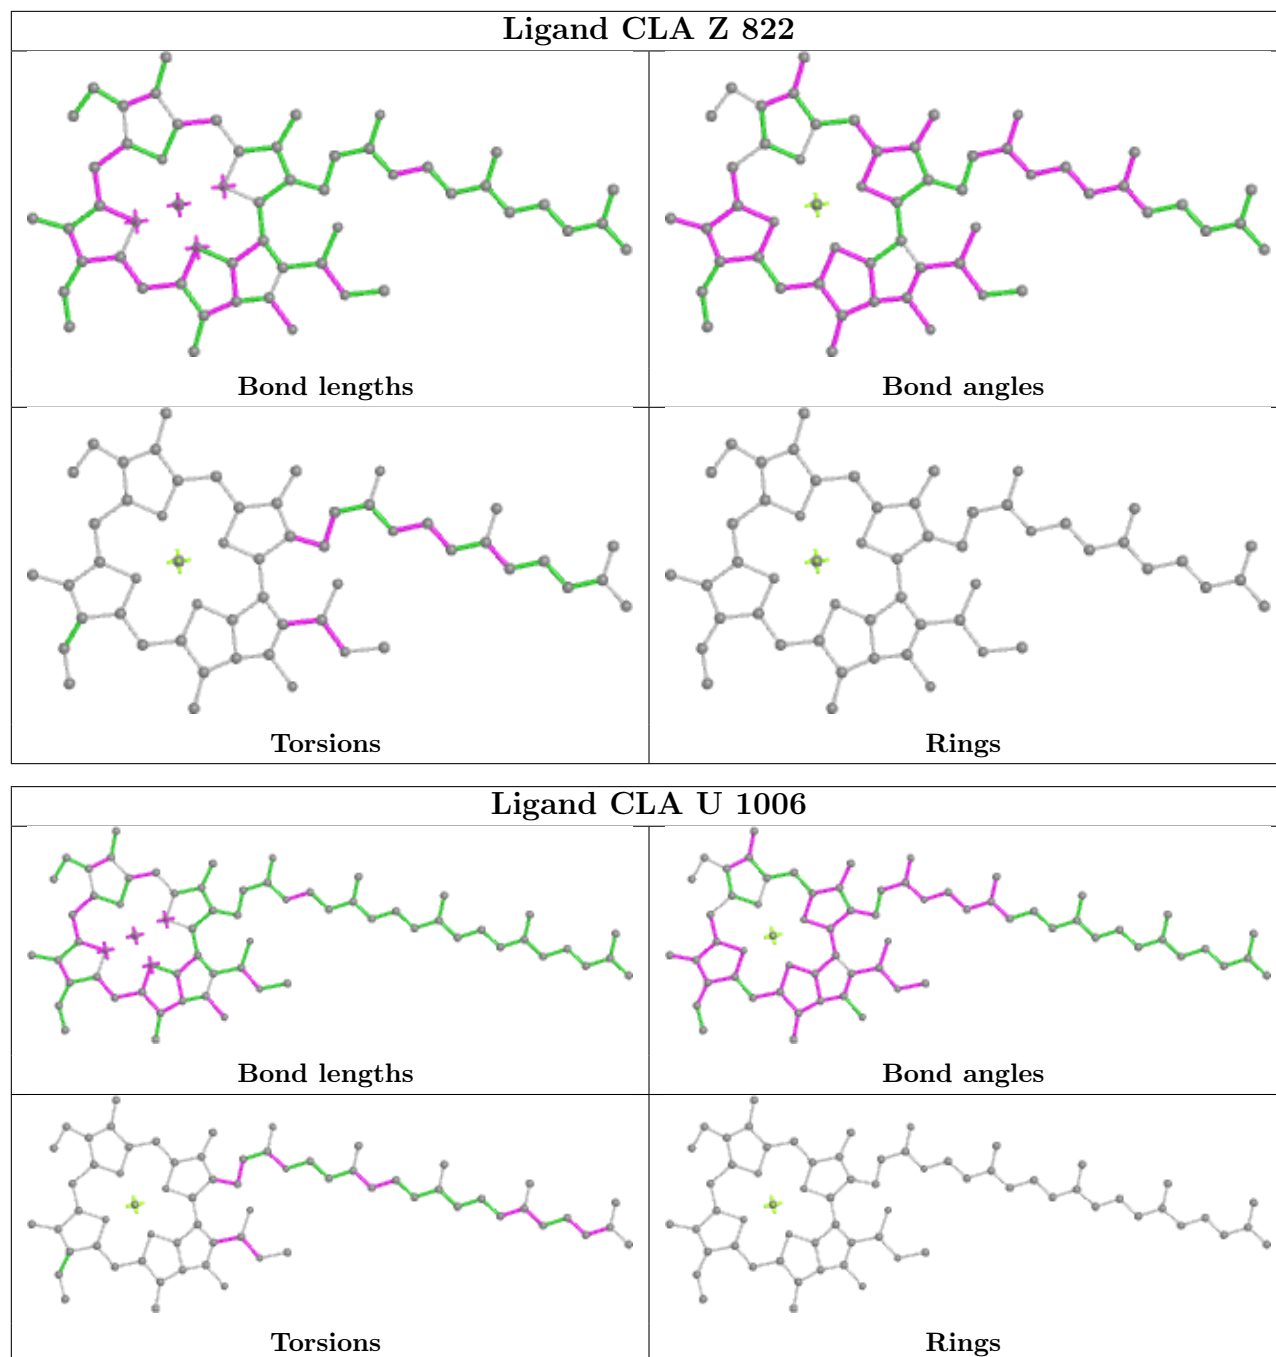 Ligand CLA Z 822
Bond lengths
Bond angles
Torsions
Rings
Ligand CLA U 1006
Bond lengths
Bond angles
Torsions
Rings